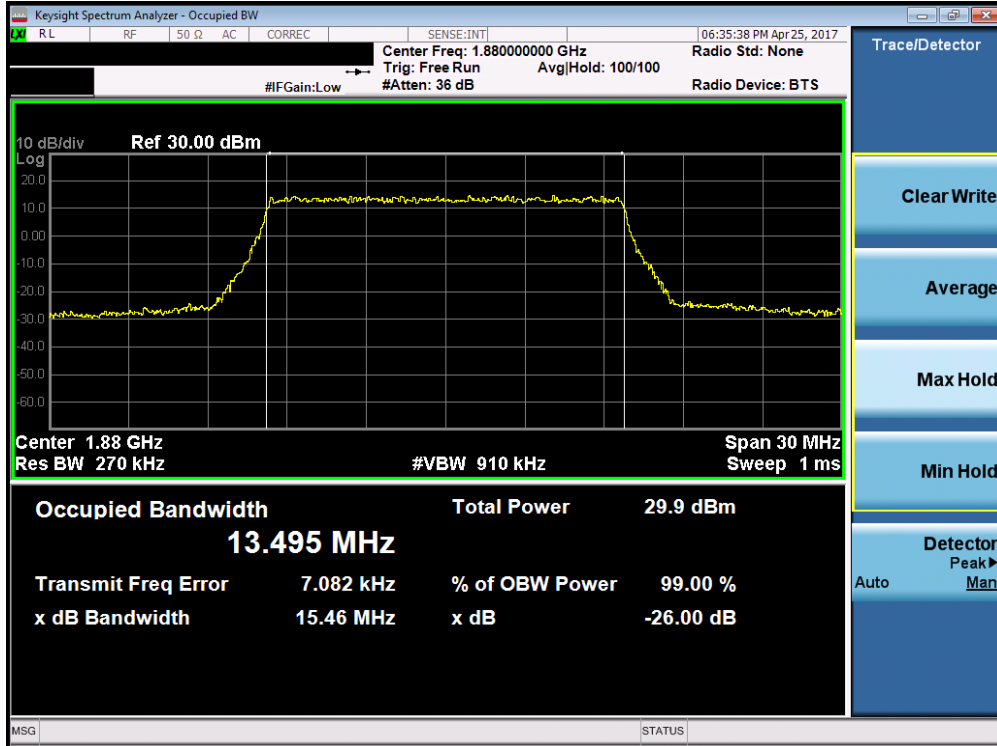 Keysight Spectrum Analyzer - Occupied BW
LXI RL RF 50 Ω AC CORREC SENSE:INT 06:35:38 PM Apr 25, 2017
Center Freq: 1.880000000 GHz Radio Std: None
Trig: Free Run Avg|Hold: 100/100
#IFGain:Low #Atten: 36 dB Radio Device: BTS
10 dB/div Ref 30.00 dBm
Log
20.0
10.0
0.00
-10.0
-20.0
-30.0
-40.0
-50.0
-60.0
Center 1.88 GHz Span 30 MHz
Res BW 270 kHz #VBW 910 kHz Sweep 1 ms
Occupied Bandwidth Total Power 29.9 dBm
13.495 MHz
Transmit Freq Error 7.082 kHz % of OBW Power 99.00 %
x dB Bandwidth 15.46 MHz x dB -26.00 dB
MSG STATUS
Trace/Detector
Clear Write
Average
Max Hold
Min Hold
Detector
Peak▶
Auto Man